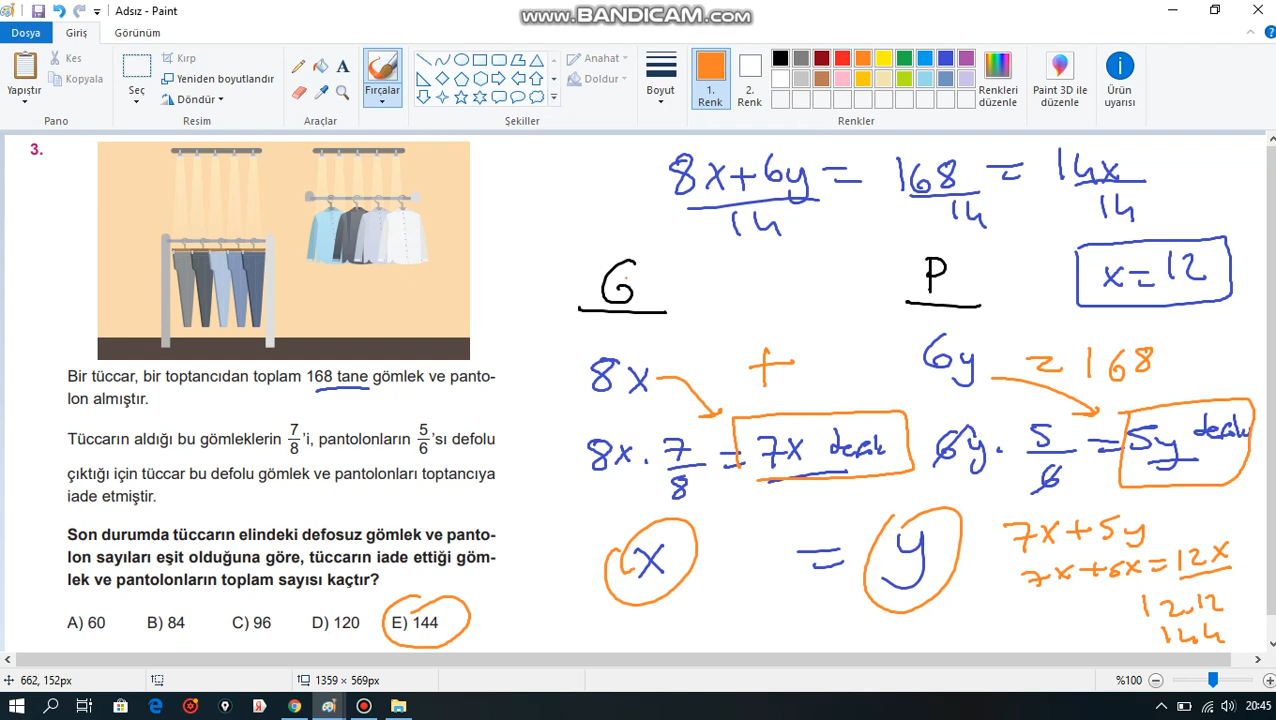 Adsız - Paint
www.BANDICAM.com
Dosya
Giriş
Görünüm
Yapıştır
Kes
Kopyala
Pano
Seç
Kırp
Yeniden boyutlandır
Döndür
Resim
Araçlar
Fırçalar
Anahat
Doldur
Şekiller
Boyut
1. Renk
2. Renk
Renkler
Renkleri düzenle
Paint 3D ile düzenle
Ürün uyarısı
3.
Bir tüccar, bir toptancıdan toplam 168 tane gömlek ve panto-
lon almıştır.
Tüccarın aldığı bu gömleklerin 7/8'i, pantolonların 5/6'sı defolu
çıktığı için tüccar bu defolu gömlek ve pantolonları toptancıya
iade etmiştir.
Son durumda tüccarın elindeki defosuz gömlek ve panto-
lon sayıları eşit olduğuna göre, tüccarın iade ettiği göm-
lek ve pantolonların toplam sayısı kaçtır?
A) 60 B) 84 C) 96 D) 120 E) 144
8x+6y/14 = 168/14 = 14x/14
x=12
G P
8x + 6y = 168
8x . 7/8 = 7x 6y . 5/6 = 5y
x = y
7x+5y
7x+5x=12x
12.12
144
662, 152px
1359 × 569px
%100
20:45